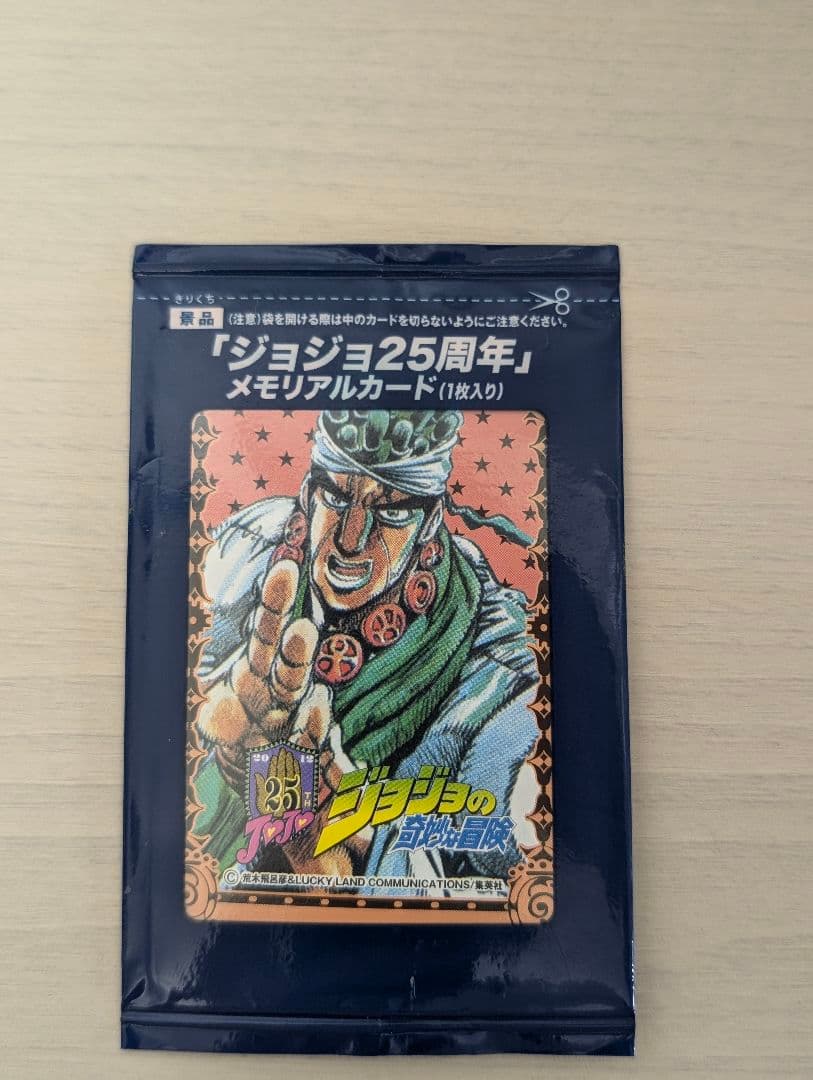 きりくち
景品 (注意)袋を開ける際は中のカードを切らないようにご注意ください。
「ジョジョ25周年」
メモリアルカード(1枚入り)
2012
25TH
JOJO
ジョジョの
奇妙な冒険
©荒木飛呂彦&LUCKY LAND COMMUNICATIONS/集英社